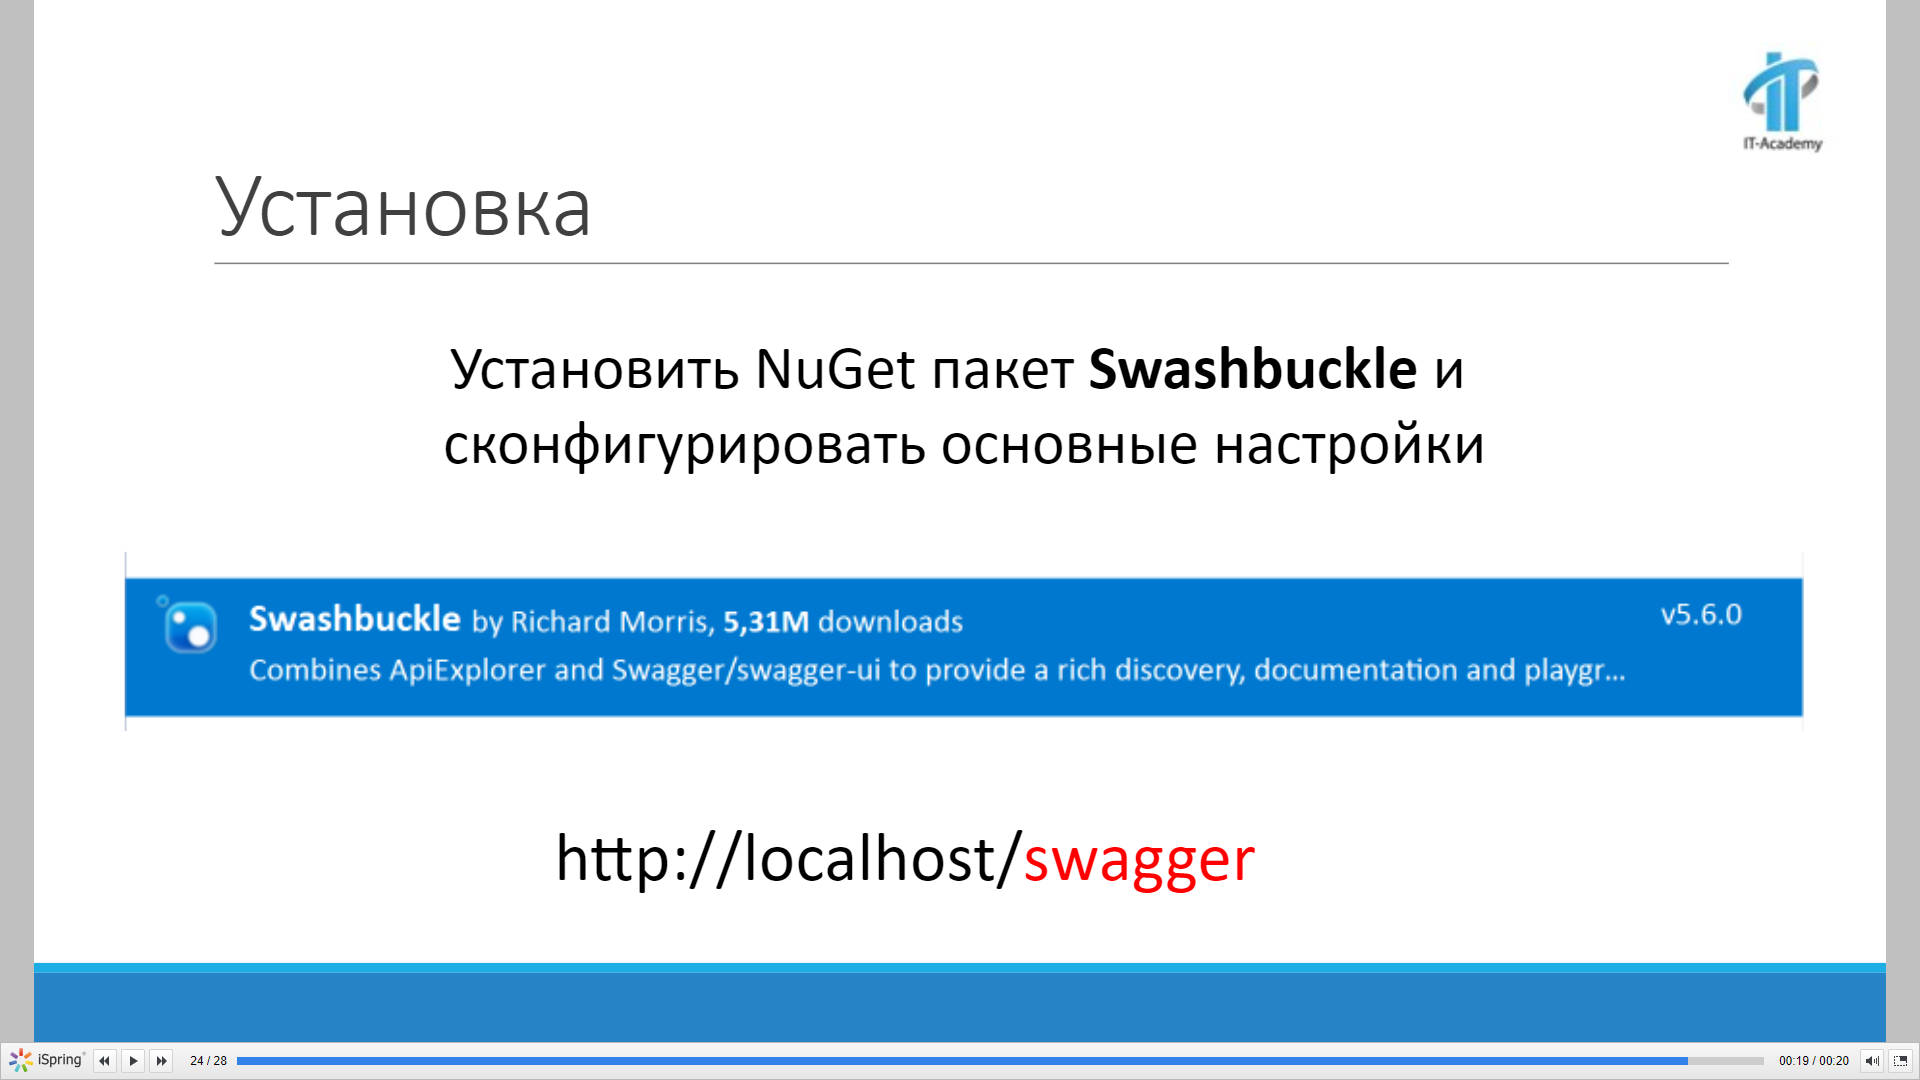 IT-Academy
Установка
Установить NuGet пакет Swashbuckle и
сконфигурировать основные настройки
Swashbuckle by Richard Morris, 5,31M downloads
v5.6.0
Combines ApiExplorer and Swagger/swagger-ui to provide a rich discovery, documentation and playgr...
http://localhost/swagger
iSpring
24 / 28
00:19 / 00:20